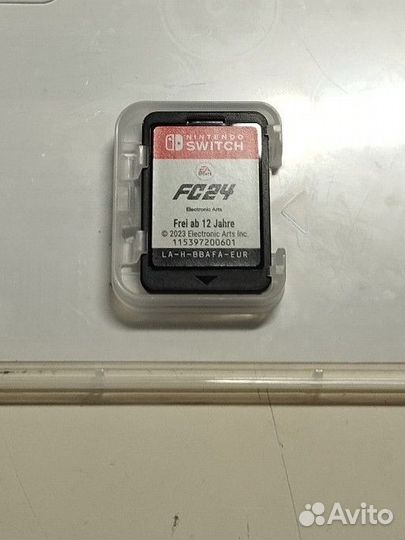 NINTENDO
SWITCH
EA SPORTS
FC24
Electronic Arts
Frei ab 12 Jahre
© 2023 Electronic Arts Inc.
115397200601
LA-H-BBAFA-EUR
Avito